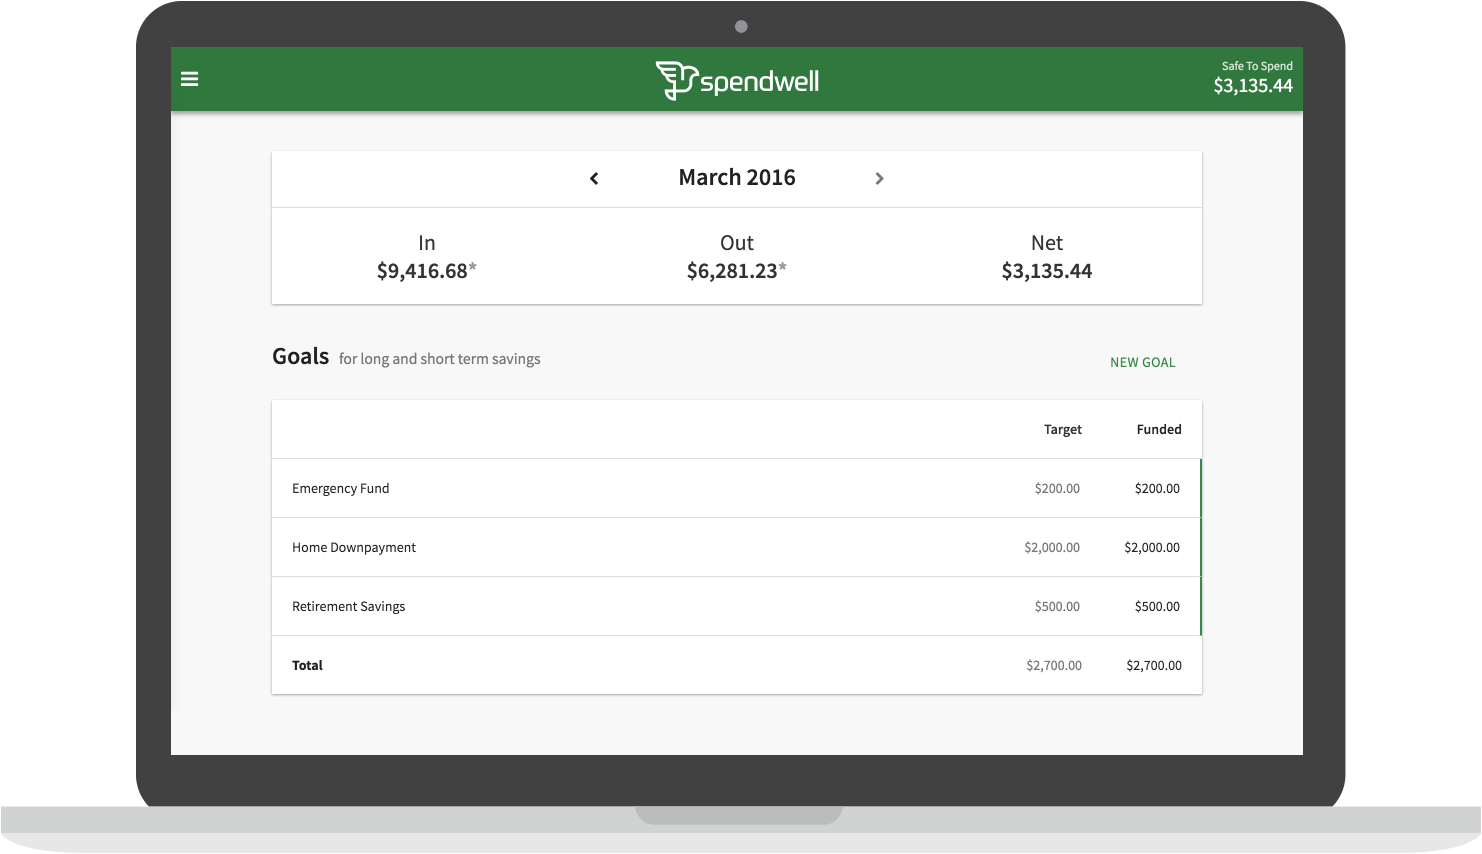 spendwell
Safe To Spend
$3,135.44
March 2016
In Out Net
$9,416.68* $6,281.23* $3,135.44
Goals for long and short term savings NEW GOAL
Target Funded
Emergency Fund $200.00 $200.00
Home Downpayment $2,000.00 $2,000.00
Retirement Savings $500.00 $500.00
Total $2,700.00 $2,700.00